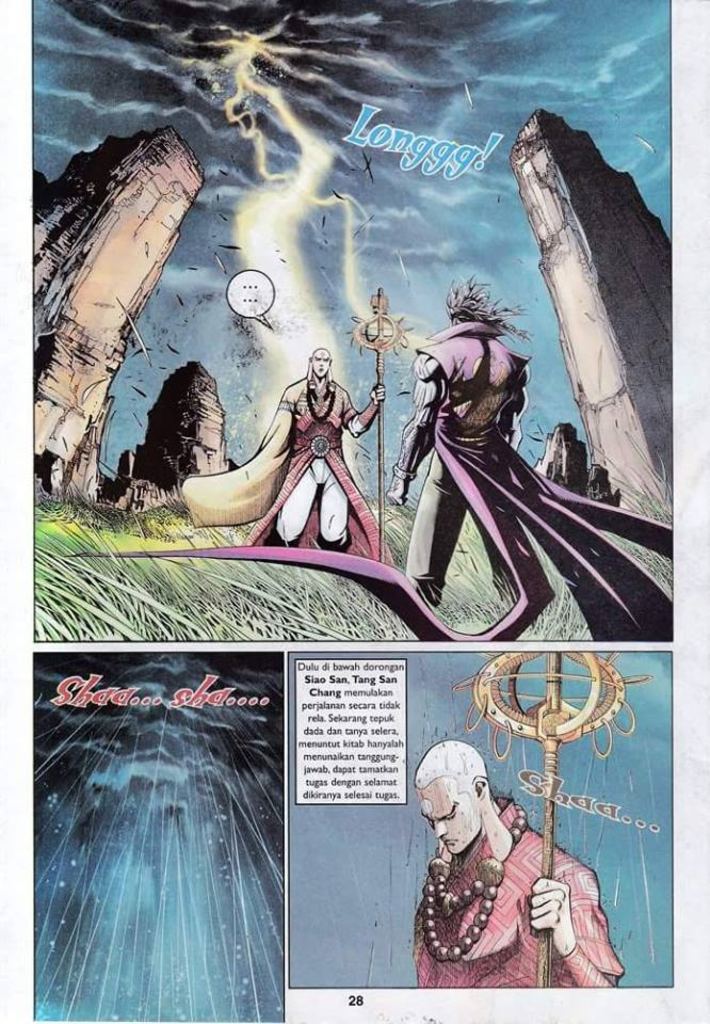 Longgg!
...
...
Shaa... sha....
Dulu di bawah dorongan
Siao San, Tang San
Chang memulakan
perjalanan secara tidak
rela. Sekarang tepuk
dada dan tanya selera,
menuntut kitab hanyalah
menunaikan tanggung-
jawab, dapat tamatkan
tugas dengan selamat
dikiranya selesai tugas.
Shaa...
28